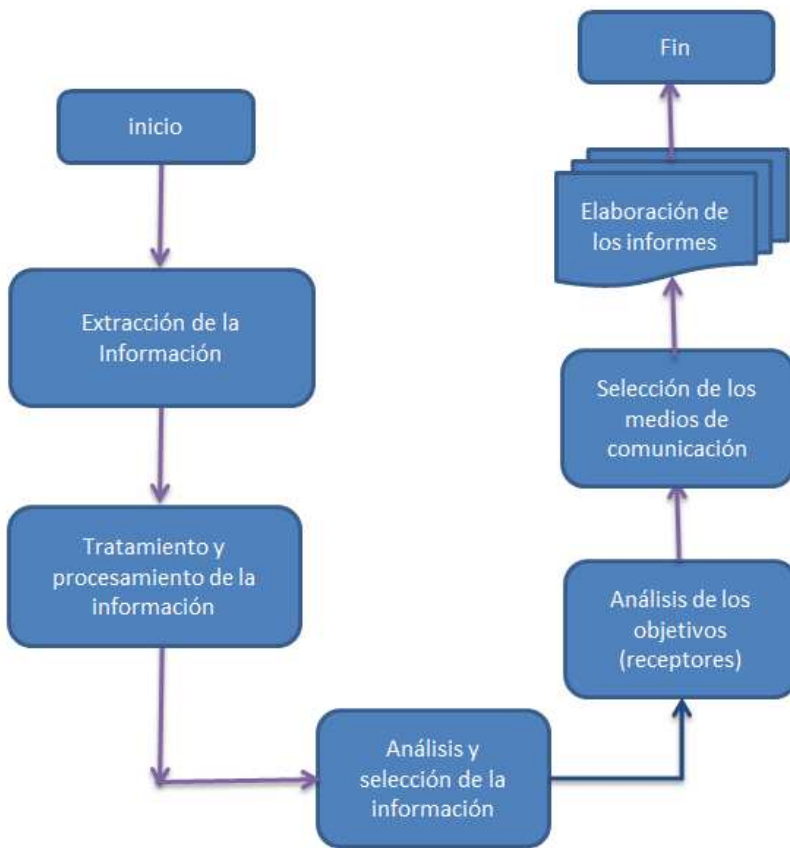 inicio
Extracción de la
Información
Tratamiento y
procesamiento de la
información
Análisis y
selección de la
información
Análisis de los
objetivos
(receptores)
Selección de los
medios de
comunicación
Elaboración de
los informes
Fin